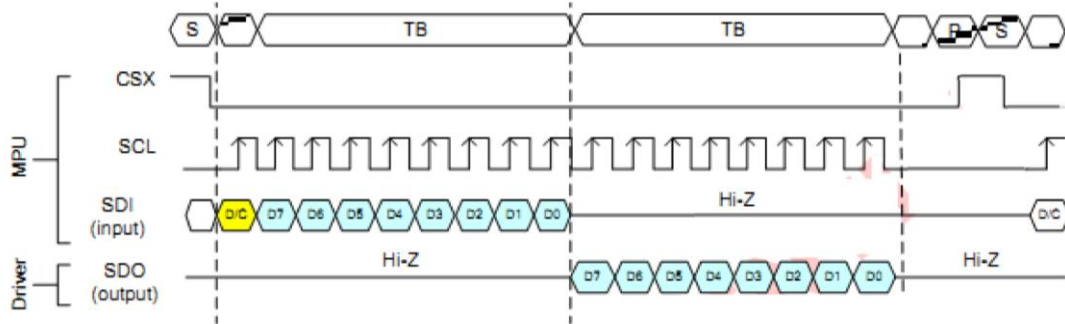 S TB TB P S
CSX
MPU
SCL
SDI D/C D7 D6 D5 D4 D3 D2 D1 D0 Hi-Z D/C
(input)
Driver
SDO Hi-Z D7 D6 D5 D4 D3 D2 D1 D0 Hi-Z
(output)